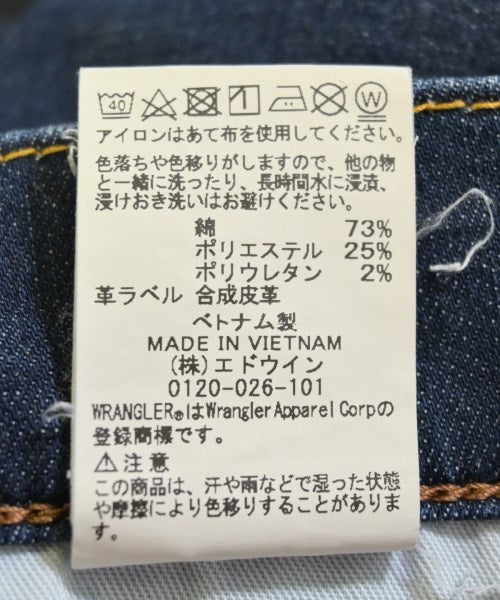 40 W
アイロンはあて布を使用してください。
色落ちや色移りがしますので、他の物
と一緒に洗ったり、長時間水に浸漬、
浸けおき洗いはお避けください。
綿 73%
ポリエステル 25%
ポリウレタン 2%
革ラベル 合成皮革
ベトナム製
MADE IN VIETNAM
(株)エドウイン
0120-026-101
WRANGLER®はWrangler Apparel Corpの
登録商標です。
⚠注意
この商品は、汗や雨などで湿った状態
や摩擦により色移りすることがありま
す。